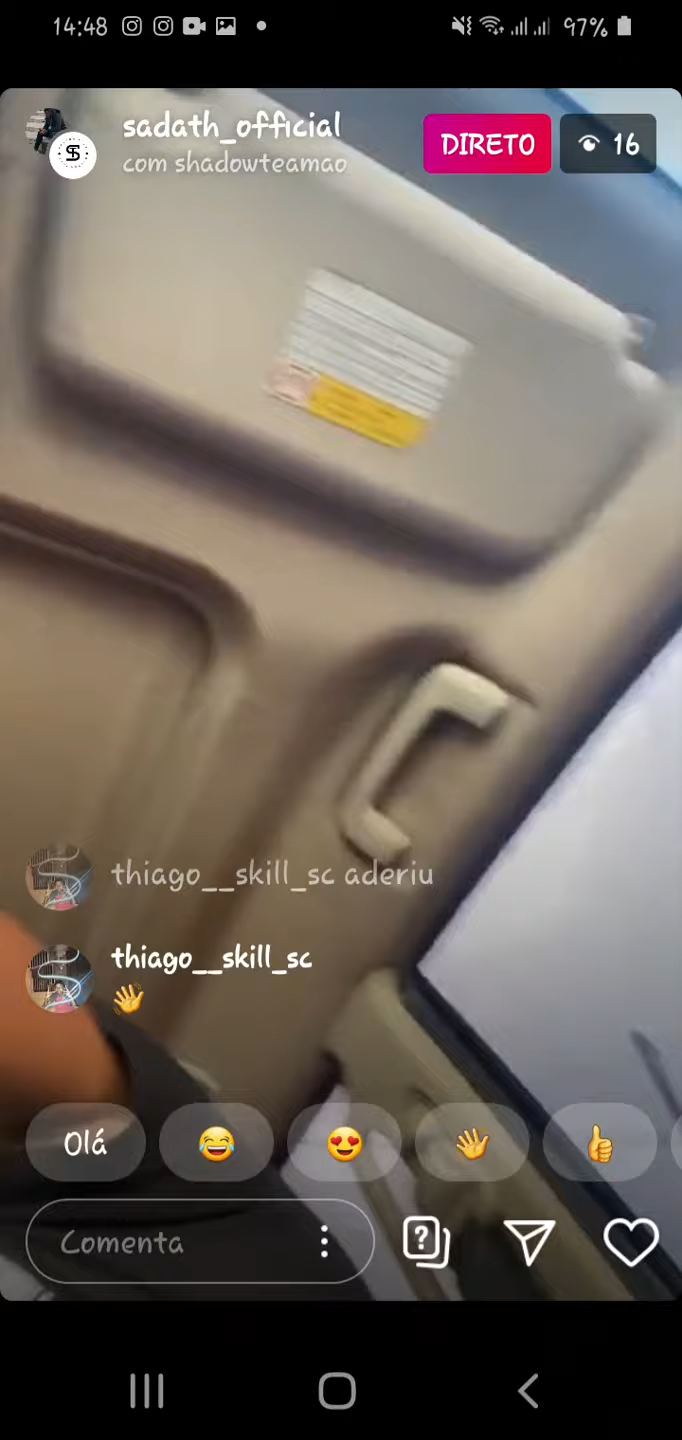 14:48
97%
sadath_official
com shadowteamao
DIRETO
16
thiago__skill_sc aderiu
thiago__skill_sc
👋
Olá 😂 😍 👋 👍
Comenta